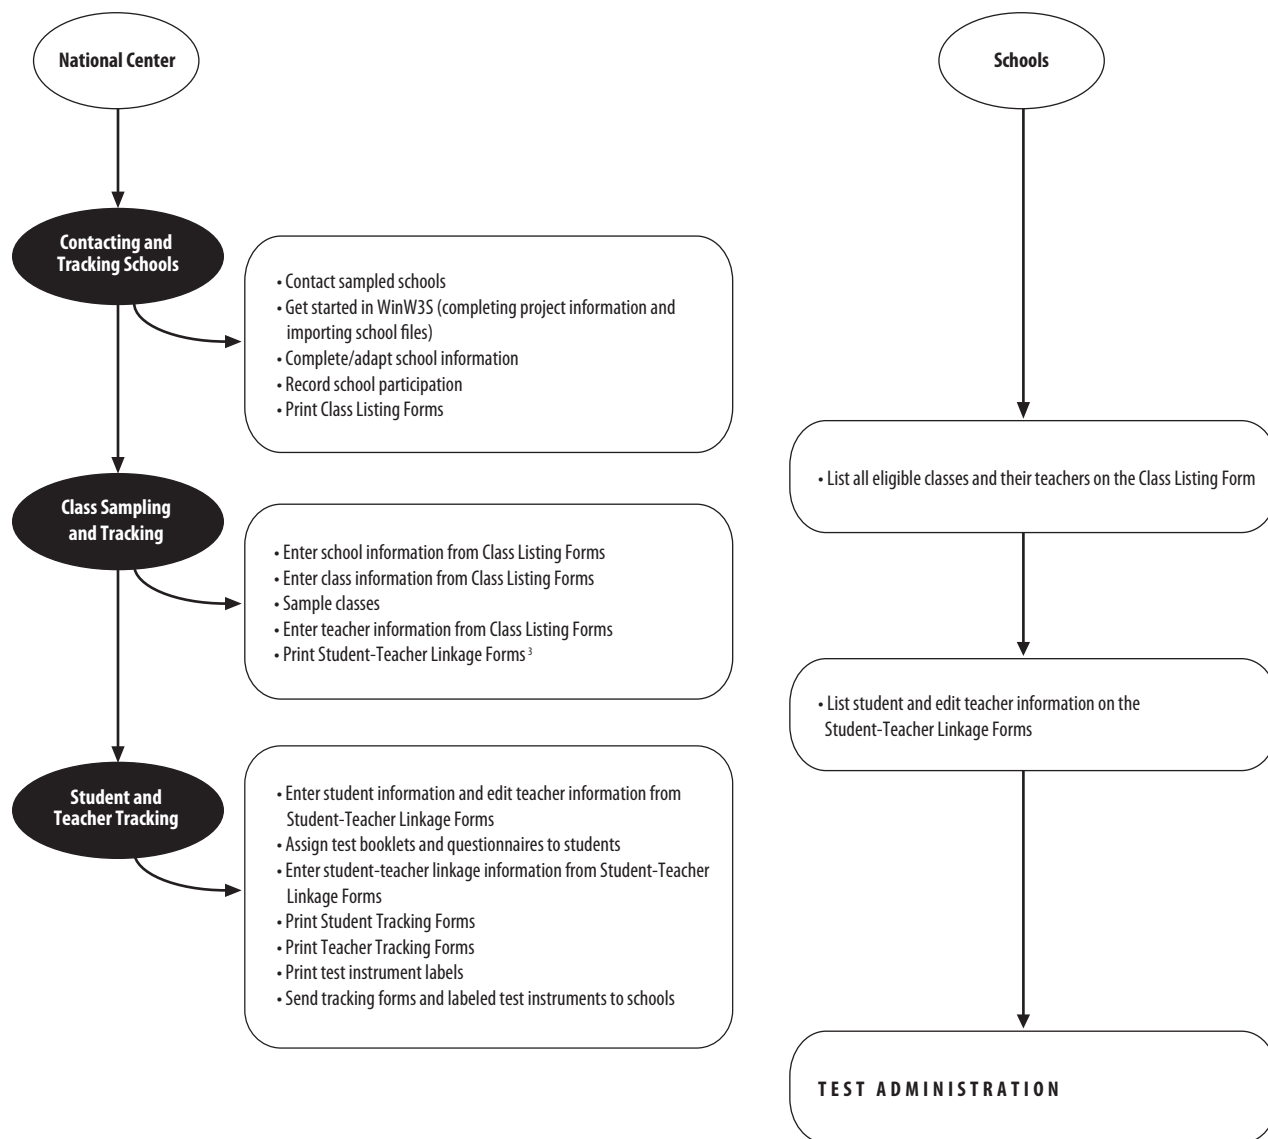 National Center
Contacting and
Tracking Schools
• Contact sampled schools
• Get started in WinW3S (completing project information and
importing school files)
• Complete/adapt school information
• Record school participation
• Print Class Listing Forms
Class Sampling
and Tracking
• Enter school information from Class Listing Forms
• Enter class information from Class Listing Forms
• Sample classes
• Enter teacher information from Class Listing Forms
• Print Student-Teacher Linkage Forms 3
Student and
Teacher Tracking
• Enter student information and edit teacher information from
Student-Teacher Linkage Forms
• Assign test booklets and questionnaires to students
• Enter student-teacher linkage information from Student-Teacher
Linkage Forms
• Print Student Tracking Forms
• Print Teacher Tracking Forms
• Print test instrument labels
• Send tracking forms and labeled test instruments to schools
Schools
• List all eligible classes and their teachers on the Class Listing Form
• List student and edit teacher information on the
Student-Teacher Linkage Forms
TEST ADMINISTRATION